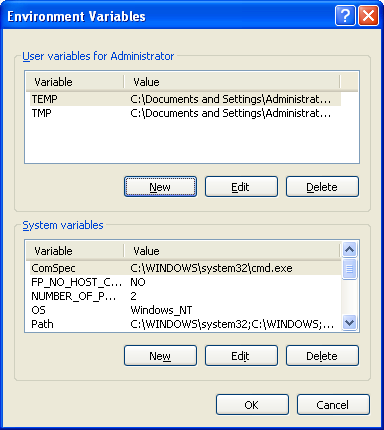 Environment Variables
User variables for Administrator
Variable Value
TEMP C:\Documents and Settings\Administrat...
TMP C:\Documents and Settings\Administrat...
New Edit Delete
System variables
Variable Value
ComSpec C:\WINDOWS\system32\cmd.exe
FP_NO_HOST_C... NO
NUMBER_OF_P... 2
OS Windows_NT
Path C:\WINDOWS\system32;C:\WINDOWS;...
New Edit Delete
OK Cancel